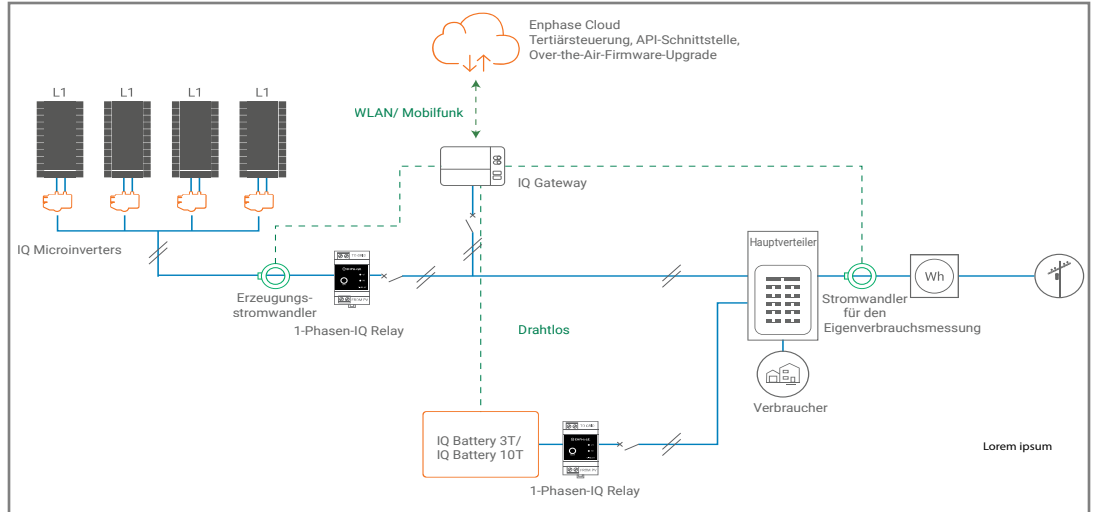 Enphase Cloud
Tertiärsteuerung, API-Schnittstelle,
Over-the-Air-Firmware-Upgrade
L1
L1
L1
L1
WLAN/ Mobilfunk
IQ Gateway
IQ Microinverters
Hauptverteiler
Wh
Erzeugungs-
stromwandler
1-Phasen-IQ Relay
Stromwandler
für den
Eigenverbrauchsmessung
Drahtlos
Verbraucher
IQ Battery 3T/
IQ Battery 10T
1-Phasen-IQ Relay
Lorem ipsum